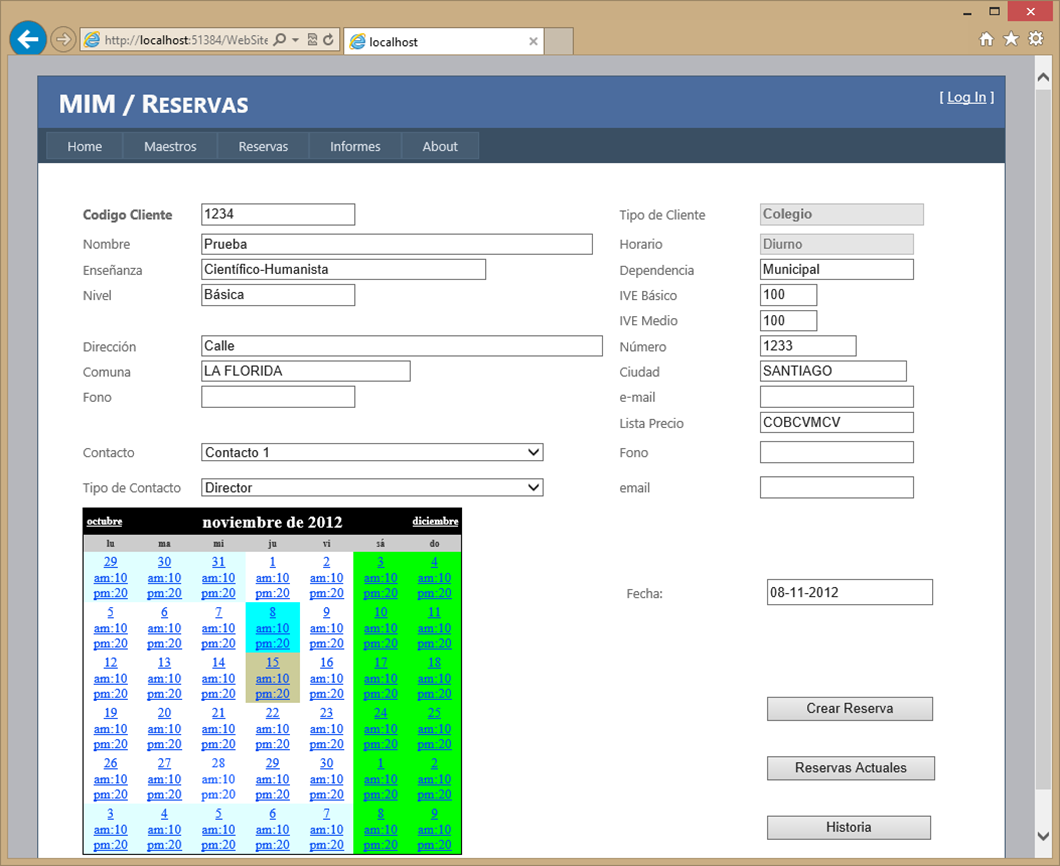 http://localhost:51384/WebSite
localhost
MIM / RESERVAS
[ Log In ]
Home Maestros Reservas Informes About
Codigo Cliente 1234 Tipo de Cliente Colegio
Nombre Prueba Horario Diurno
Enseñanza Científico-Humanista Dependencia Municipal
Nivel Básica IVE Básico 100
IVE Medio 100
Dirección Calle Número 1233
Comuna LA FLORIDA Ciudad SANTIAGO
Fono e-mail
Lista Precio COBCVMCV
Contacto Contacto 1 Fono
Tipo de Contacto Director email
octubre noviembre de 2012 diciembre
lu ma mi ju vi sá do
29 30 31 1 2 3 4
am:10 am:10 am:10 am:10 am:10 am:10 am:10
pm:20 pm:20 pm:20 pm:20 pm:20 pm:20 pm:20
Fecha: 08-11-2012
5 6 7 8 9 10 11
am:10 am:10 am:10 am:10 am:10 am:10 am:10
pm:20 pm:20 pm:20 pm:20 pm:20 pm:20 pm:20
12 13 14 15 16 17 18
am:10 am:10 am:10 am:10 am:10 am:10 am:10
pm:20 pm:20 pm:20 pm:20 pm:20 pm:20 pm:20
Crear Reserva
19 20 21 22 23 24 25
am:10 am:10 am:10 am:10 am:10 am:10 am:10
pm:20 pm:20 pm:20 pm:20 pm:20 pm:20 pm:20
26 27 28 29 30 1 2
Reservas Actuales
am:10 am:10 am:10 am:10 am:10 am:10 am:10
pm:20 pm:20 pm:20 pm:20 pm:20 pm:20 pm:20
3 4 5 6 7 8 9
am:10 am:10 am:10 am:10 am:10 am:10 am:10
Historia
pm:20 pm:20 pm:20 pm:20 pm:20 pm:20 pm:20